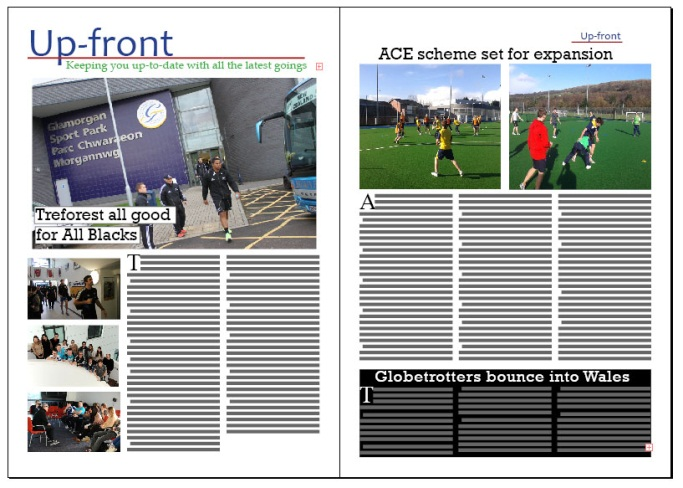 Up-front
Keeping you up-to-date with all the latest goings
Glamorgan
Sport Park
Parc Chwaraeon
Morgannwg
Treforest all good
for All Blacks
T
Up-front
ACE scheme set for expansion
A
Globetrotters bounce into Wales
T